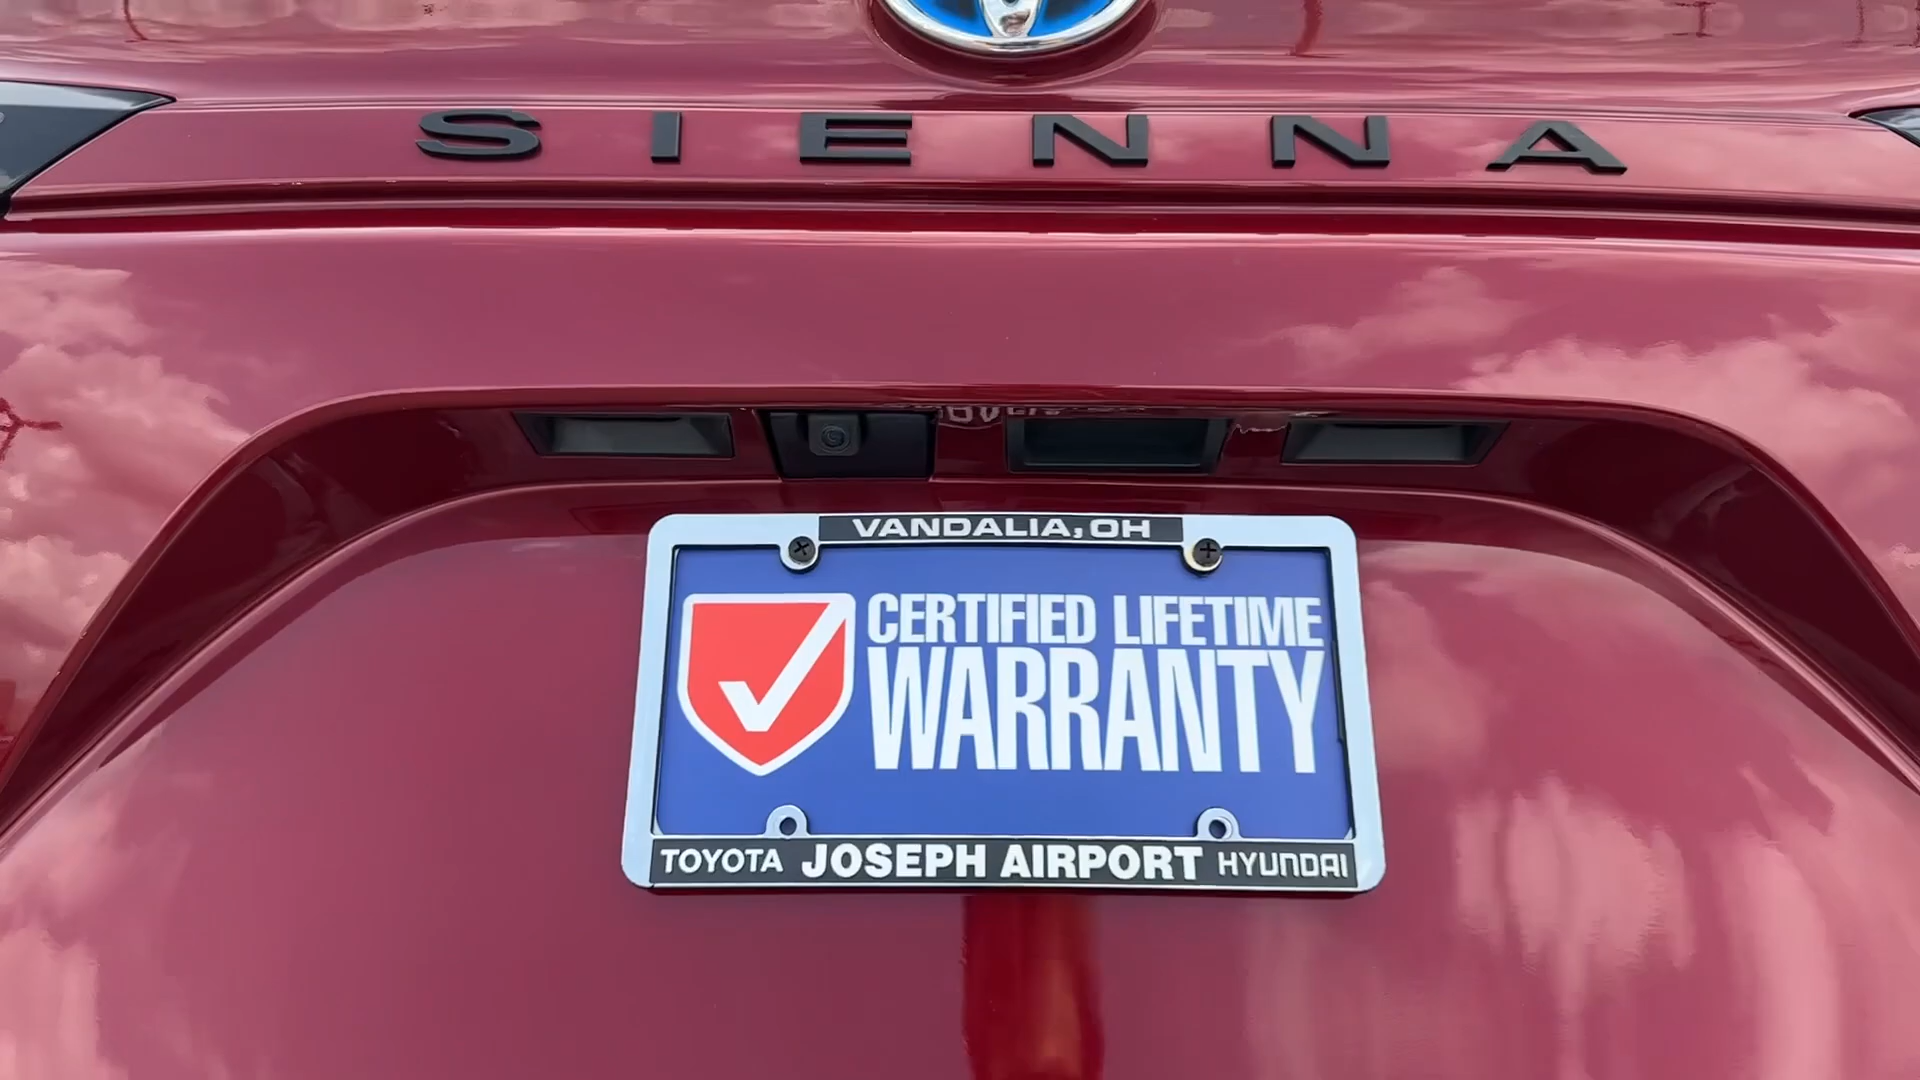 SIENNA
VANDALIA, OH
CERTIFIED LIFETIME
WARRANTY
TOYOTA JOSEPH AIRPORT HYUNDAI